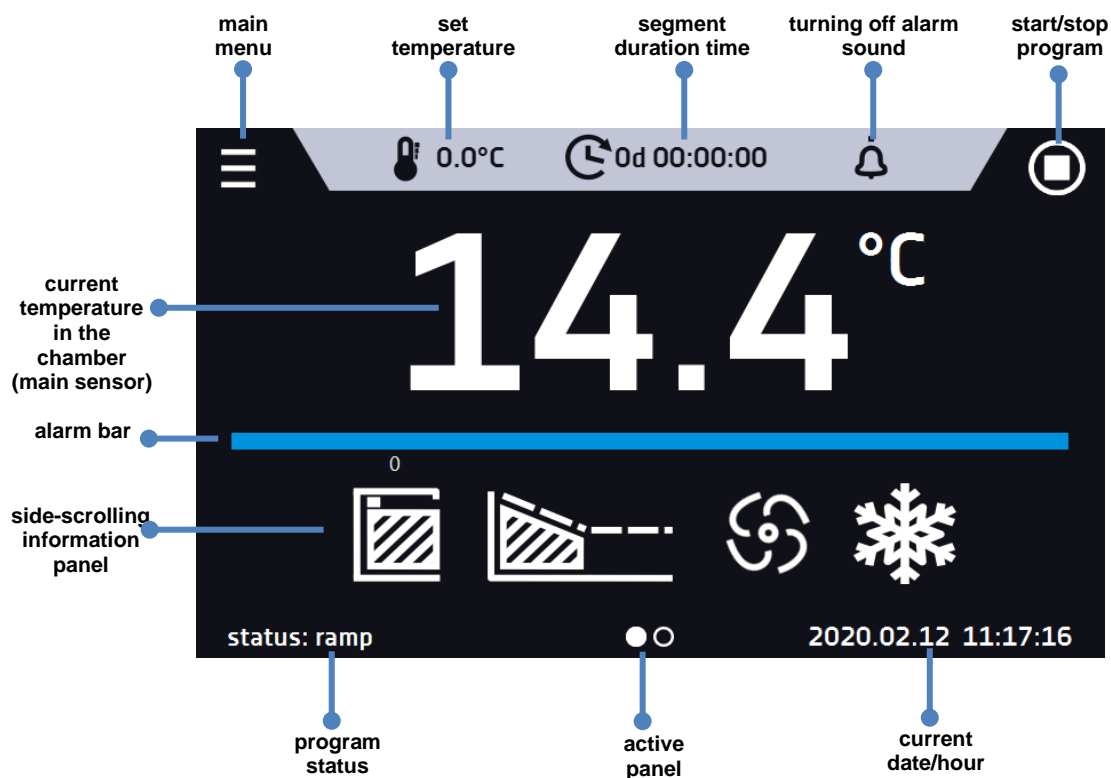 main
menu
set
temperature
segment
duration time
turning off alarm
sound
start/stop
program
0.0°C
0d 00:00:00
14.4 °C
current
temperature
in the
chamber
(main sensor)
alarm bar
0
side-scrolling
information
panel
status: ramp
2020.02.12 11:17:16
program
status
active
panel
current
date/hour